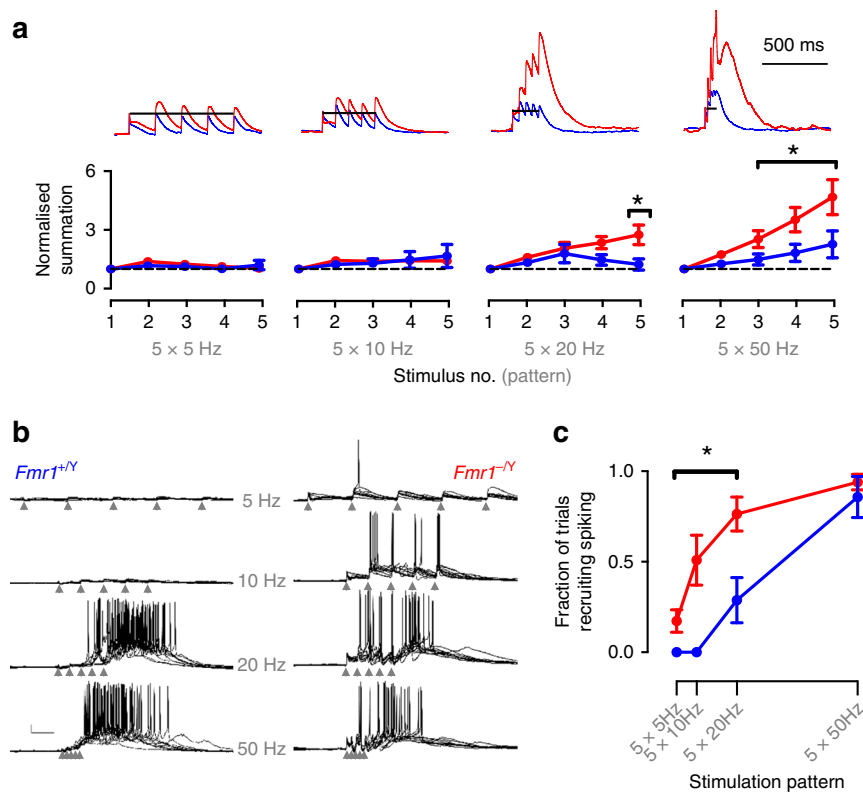 a
500 ms
Normalised
summation
6
3
0
*
*
1 2 3 4 5
1 2 3 4 5
1 2 3 4 5
1 2 3 4 5
5 × 5 Hz
5 × 10 Hz
5 × 20 Hz
5 × 50 Hz
Stimulus no. (pattern)
b
Fmr1+/Y
Fmr1−/Y
5 Hz
10 Hz
20 Hz
50 Hz
c
*
Fraction of trials
recruiting spiking
1.0
0.5
0.0
5 × 5Hz
5 × 10Hz
5 × 20Hz
5 × 50Hz
Stimulation pattern